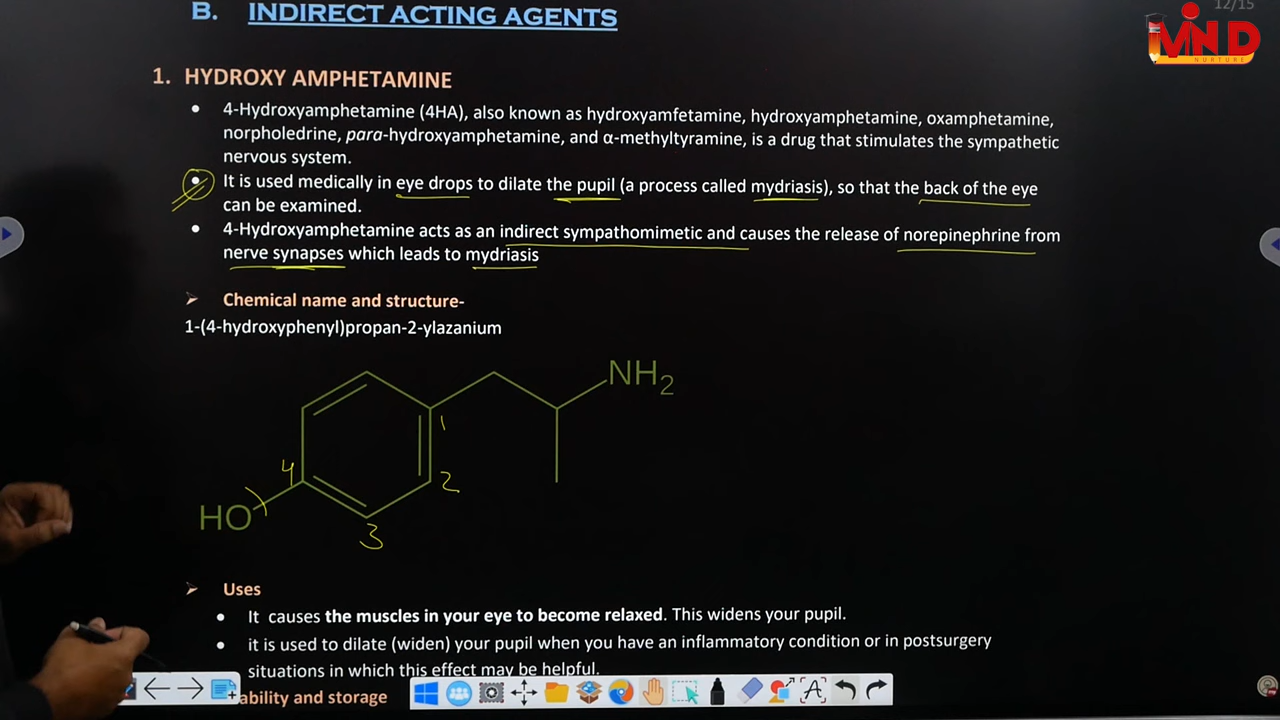 12/15
MIND
NURTURE
B. INDIRECT ACTING AGENTS
1. HYDROXY AMPHETAMINE
• 4-Hydroxyamphetamine (4HA), also known as hydroxyamfetamine, hydroxyamphetamine, oxamphetamine,
norpholedrine, para-hydroxyamphetamine, and α-methyltyramine, is a drug that stimulates the sympathetic
nervous system.
• It is used medically in eye drops to dilate the pupil (a process called mydriasis), so that the back of the eye
can be examined.
• 4-Hydroxyamphetamine acts as an indirect sympathomimetic and causes the release of norepinephrine from
nerve synapses which leads to mydriasis
➢ Chemical name and structure-
1-(4-hydroxyphenyl)propan-2-ylazanium
NH2
1
4
2
HO
3
➢ Uses
• It causes the muscles in your eye to become relaxed. This widens your pupil.
• it is used to dilate (widen) your pupil when you have an inflammatory condition or in postsurgery
situations in which this effect may be helpful.
ability and storage